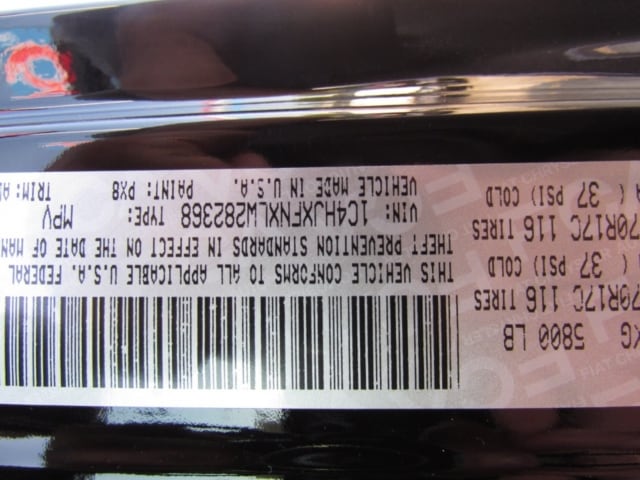 KG 5800 LB
70R17C 116 TIRES
( 37 PSI) COLD
70R17C 116 TIRES
( 37 PSI) COLD
THIS VEHICLE CONFORMS TO ALL APPLICABLE U.S.A. FEDERAL
THEFT PREVENTION STANDARDS IN EFFECT ON THE DATE OF MAN
VIN: 1C4HJXFNXLW282368 TYPE: MPV
VEHICLE MADE IN U.S.A. PAINT: PX8 TRIM: